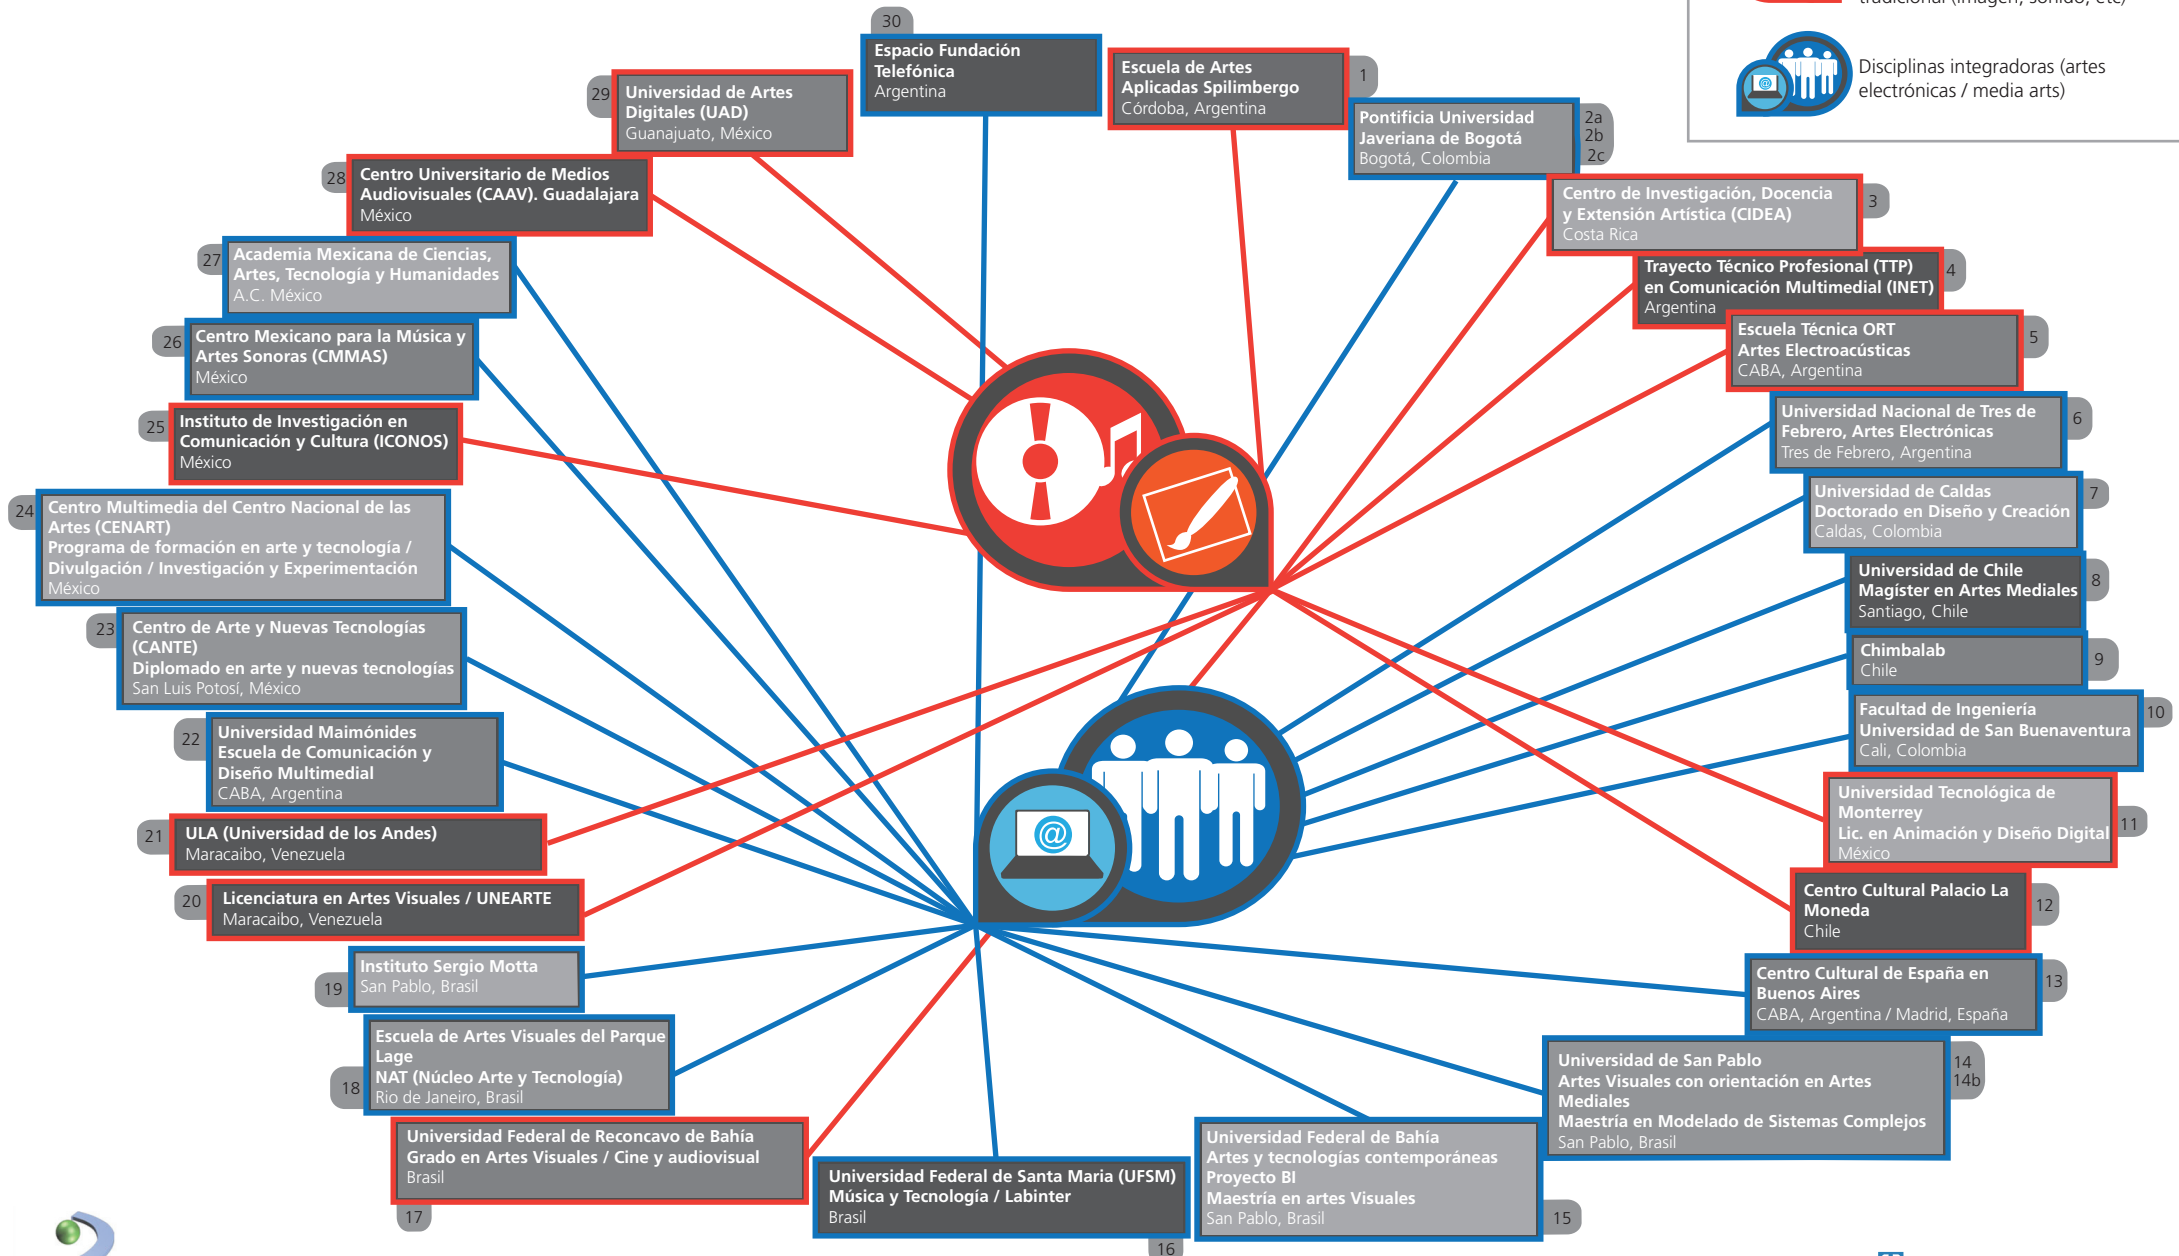 tradicional (imagen, sonido, etc)
Disciplinas integradoras (artes
electrónicas / media arts)
30
Espacio Fundación
Telefónica
Argentina
1
Escuela de Artes
Aplicadas Spilimbergo
Córdoba, Argentina
2a
2b
2c
Pontificia Universidad
Javeriana de Bogotá
Bogotá, Colombia
3
Centro de Investigación, Docencia
y Extensión Artística (CIDEA)
Costa Rica
4
Trayecto Técnico Profesional (TTP)
en Comunicación Multimedial (INET)
Argentina
5
Escuela Técnica ORT
Artes Electroacústicas
CABA, Argentina
6
Universidad Nacional de Tres de
Febrero, Artes Electrónicas
Tres de Febrero, Argentina
7
Universidad de Caldas
Doctorado en Diseño y Creación
Caldas, Colombia
8
Universidad de Chile
Magíster en Artes Mediales
Santiago, Chile
9
Chimbalab
Chile
10
Facultad de Ingeniería
Universidad de San Buenaventura
Cali, Colombia
11
Universidad Tecnológica de
Monterrey
Lic. en Animación y Diseño Digital
México
12
Centro Cultural Palacio La
Moneda
Chile
13
Centro Cultural de España en
Buenos Aires
CABA, Argentina / Madrid, España
14
14b
Universidad de San Pablo
Artes Visuales con orientación en Artes
Mediales
Maestría en Modelado de Sistemas Complejos
San Pablo, Brasil
15
Universidad Federal de Bahía
Artes y tecnologías contemporáneas
Proyecto BI
Maestría en artes Visuales
San Pablo, Brasil
16
Universidad Federal de Santa Maria (UFSM)
Música y Tecnología / Labinter
Brasil
17
Universidad Federal de Reconcavo de Bahía
Grado en Artes Visuales / Cine y audiovisual
Brasil
18
Escuela de Artes Visuales del Parque
Lage
NAT (Núcleo Arte y Tecnología)
Rio de Janeiro, Brasil
19
Instituto Sergio Motta
San Pablo, Brasil
20
Licenciatura en Artes Visuales / UNEARTE
Maracaibo, Venezuela
21
ULA (Universidad de los Andes)
Maracaibo, Venezuela
22
Universidad Maimónides
Escuela de Comunicación y
Diseño Multimedial
CABA, Argentina
23
Centro de Arte y Nuevas Tecnologías
(CANTE)
Diplomado en arte y nuevas tecnologías
San Luis Potosí, México
24
Centro Multimedia del Centro Nacional de las
Artes (CENART)
Programa de formación en arte y tecnología /
Divulgación / Investigación y Experimentación
México
25
Instituto de Investigación en
Comunicación y Cultura (ICONOS)
México
26
Centro Mexicano para la Música y
Artes Sonoras (CMMAS)
México
27
Academia Mexicana de Ciencias,
Artes, Tecnología y Humanidades
A.C. México
28
Centro Universitario de Medios
Audiovisuales (CAAV). Guadalajara
México
29
Universidad de Artes
Digitales (UAD)
Guanajuato, México
@
@